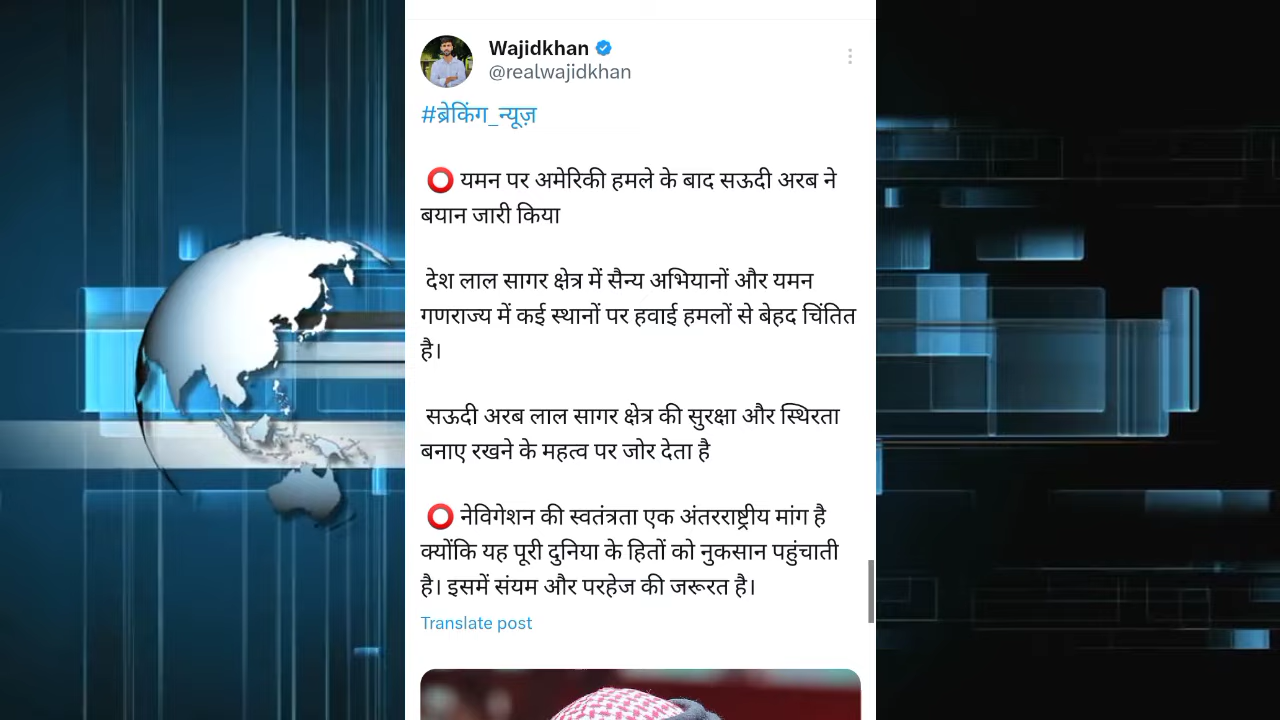 Wajidkhan
@realwajidkhan
#ब्रेकिंग_न्यूज़
⭕ यमन पर अमेरिकी हमले के बाद सऊदी अरब ने
बयान जारी किया
देश लाल सागर क्षेत्र में सैन्य अभियानों और यमन
गणराज्य में कई स्थानों पर हवाई हमलों से बेहद चिंतित
है।
सऊदी अरब लाल सागर क्षेत्र की सुरक्षा और स्थिरता
बनाए रखने के महत्व पर जोर देता है
⭕ नेविगेशन की स्वतंत्रता एक अंतरराष्ट्रीय मांग है
क्योंकि यह पूरी दुनिया के हितों को नुकसान पहुंचाती
है। इसमें संयम और परहेज की जरूरत है।
Translate post